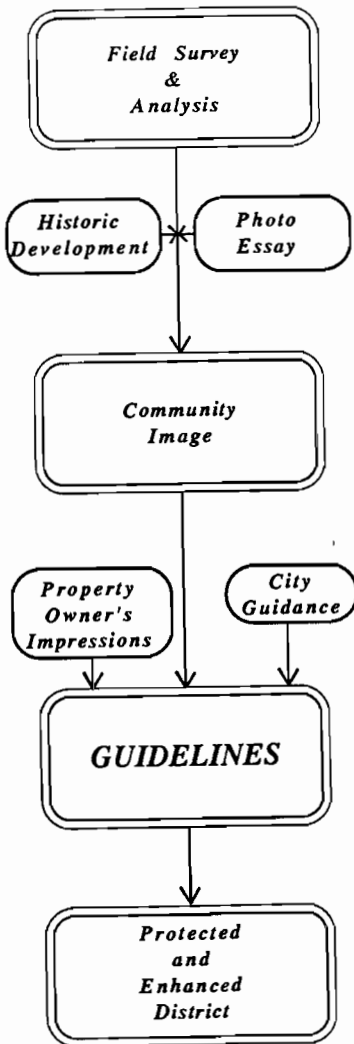 Field Survey
&
Analysis
Historic
Development
Photo
Essay
Community
Image
Property
Owner's
Impressions
City
Guidance
GUIDELINES
Protected
and
Enhanced
District